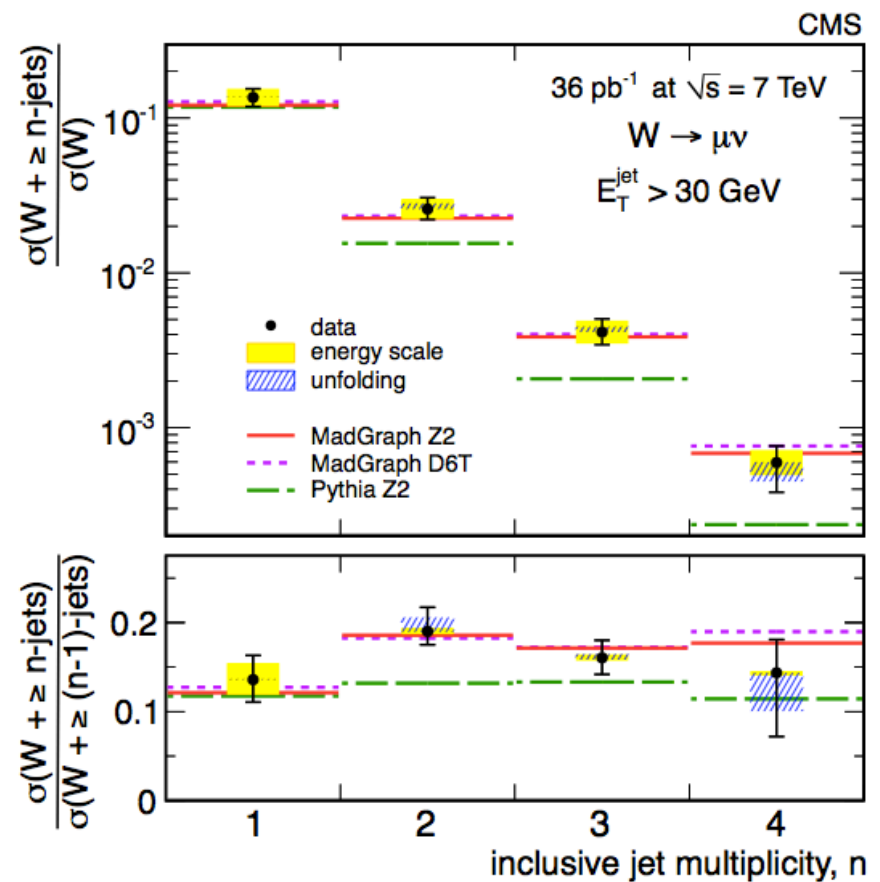 CMS
σ(W + ≥ n-jets)
σ(W)
36 pb⁻¹ at √s = 7 TeV
W → μν
E_T^jet > 30 GeV
10⁻¹
10⁻²
10⁻³
data
energy scale
unfolding
MadGraph Z2
MadGraph D6T
Pythia Z2
σ(W + ≥ n-jets)
σ(W + ≥ (n-1)-jets)
0.2
0.1
0
1 2 3 4
inclusive jet multiplicity, n